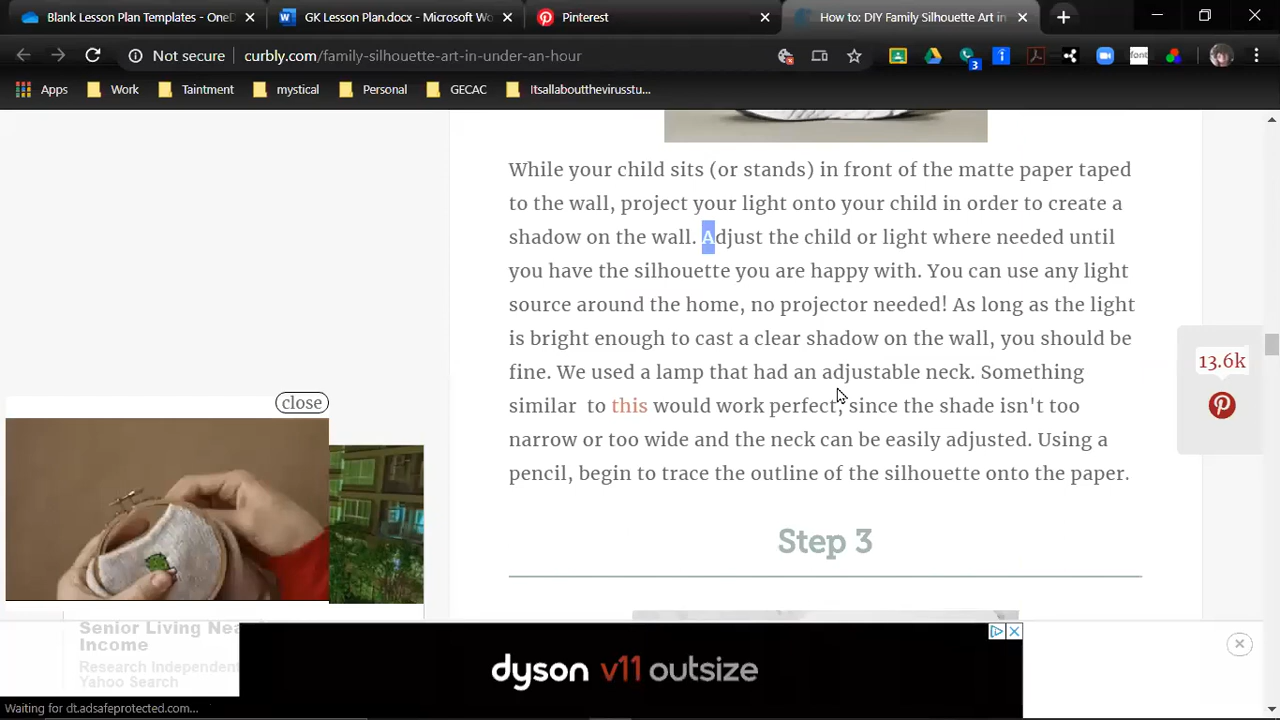 Blank Lesson Plan Templates - OneD
GK Lesson Plan.docx - Microsoft Wo
Pinterest
How to: DIY Family Silhouette Art in
Not secure
curbly.com/family-silhouette-art-in-under-an-hour
3
font
Apps
Work
Taintment
mystical
Personal
GECAC
Itsallaboutthevirusstu...
While your child sits (or stands) in front of the matte paper taped
to the wall, project your light onto your child in order to create a
shadow on the wall. Adjust the child or light where needed until
you have the silhouette you are happy with. You can use any light
source around the home, no projector needed! As long as the light
is bright enough to cast a clear shadow on the wall, you should be
fine. We used a lamp that had an adjustable neck. Something
similar to this would work perfect, since the shade isn't too
narrow or too wide and the neck can be easily adjusted. Using a
pencil, begin to trace the outline of the silhouette onto the paper.
13.6k
close
Step 3
Senior Living Nea
Income
Research Independent
Yahoo Search
dyson v11 outsize
Waiting for dt.adsafeprotected.com...